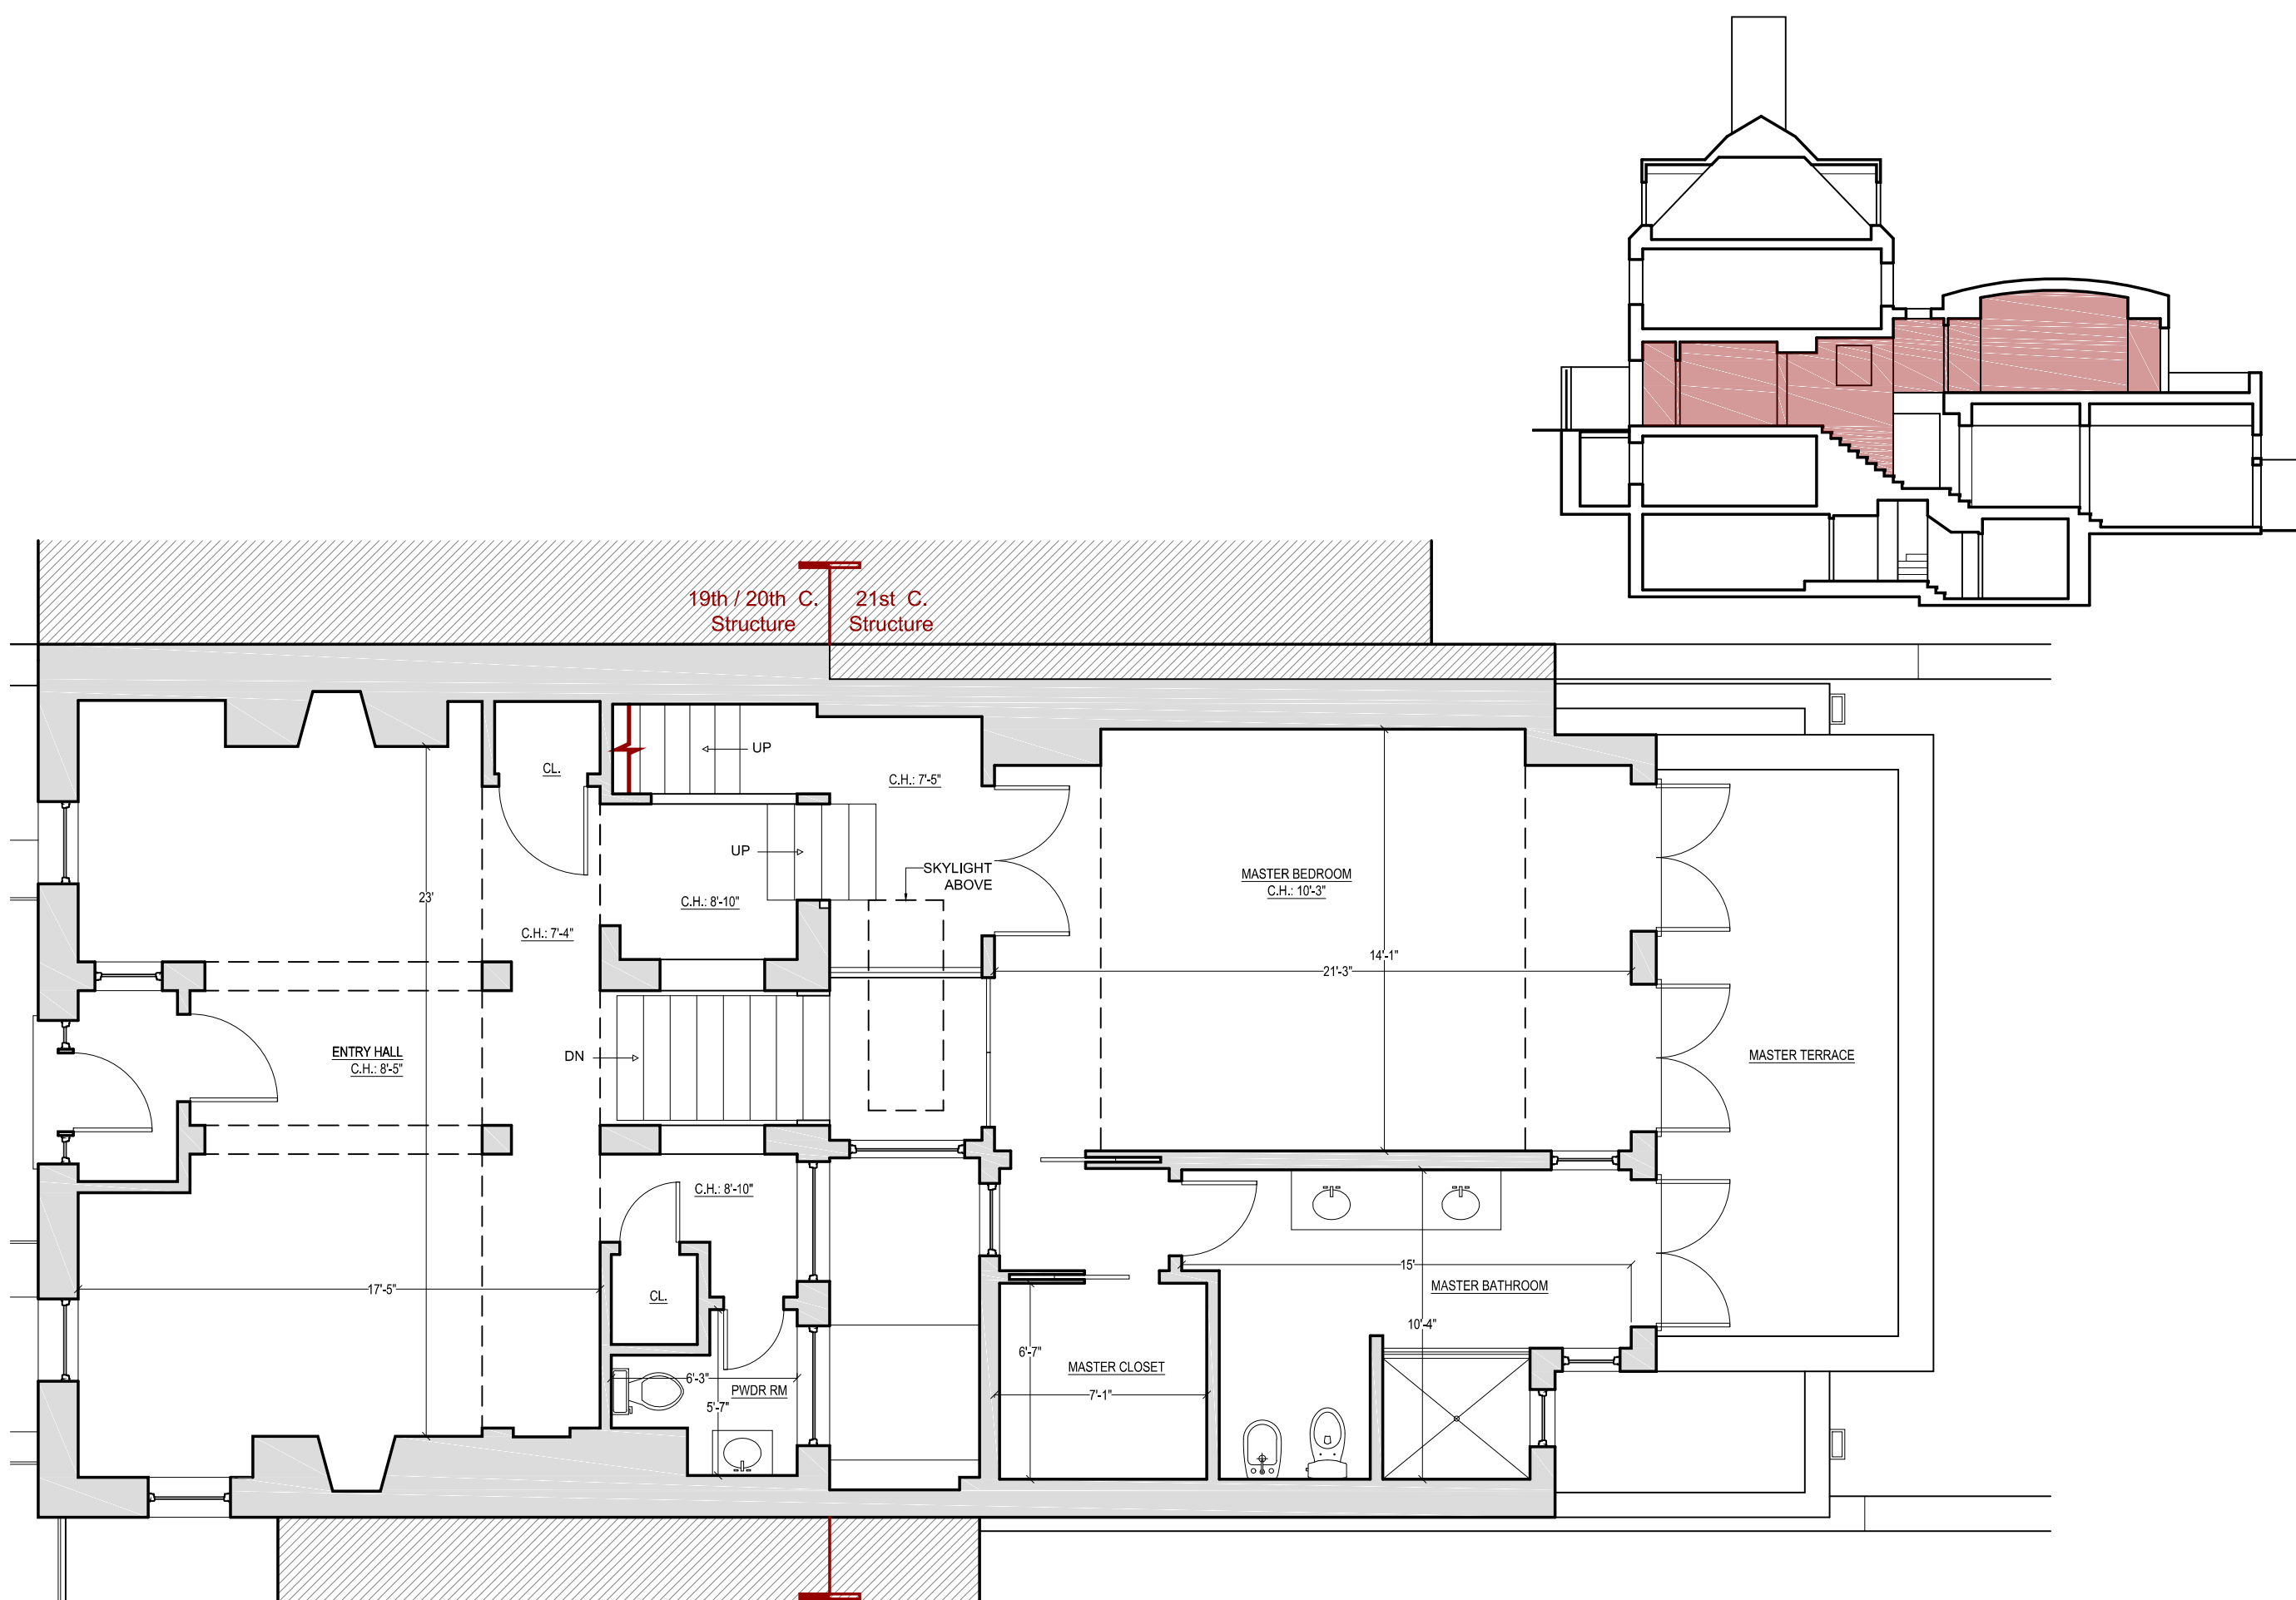 19th / 20th  C.
Structure
21st  C.
Structure
CL.
UP
C.H.: 7'-5"
UP
SKYLIGHT
ABOVE
MASTER BEDROOM
C.H.: 10'-3"
23'
C.H.: 8'-10"
C.H.: 7'-4"
14'-1"
21'-3"
ENTRY HALL
C.H.: 8'-5"
DN
MASTER TERRACE
C.H.: 8'-10"
17'-5"
CL.
15'
MASTER BATHROOM
10'-4"
6'-7"
MASTER CLOSET
7'-1"
6'-3"
PWDR RM
5'-7"